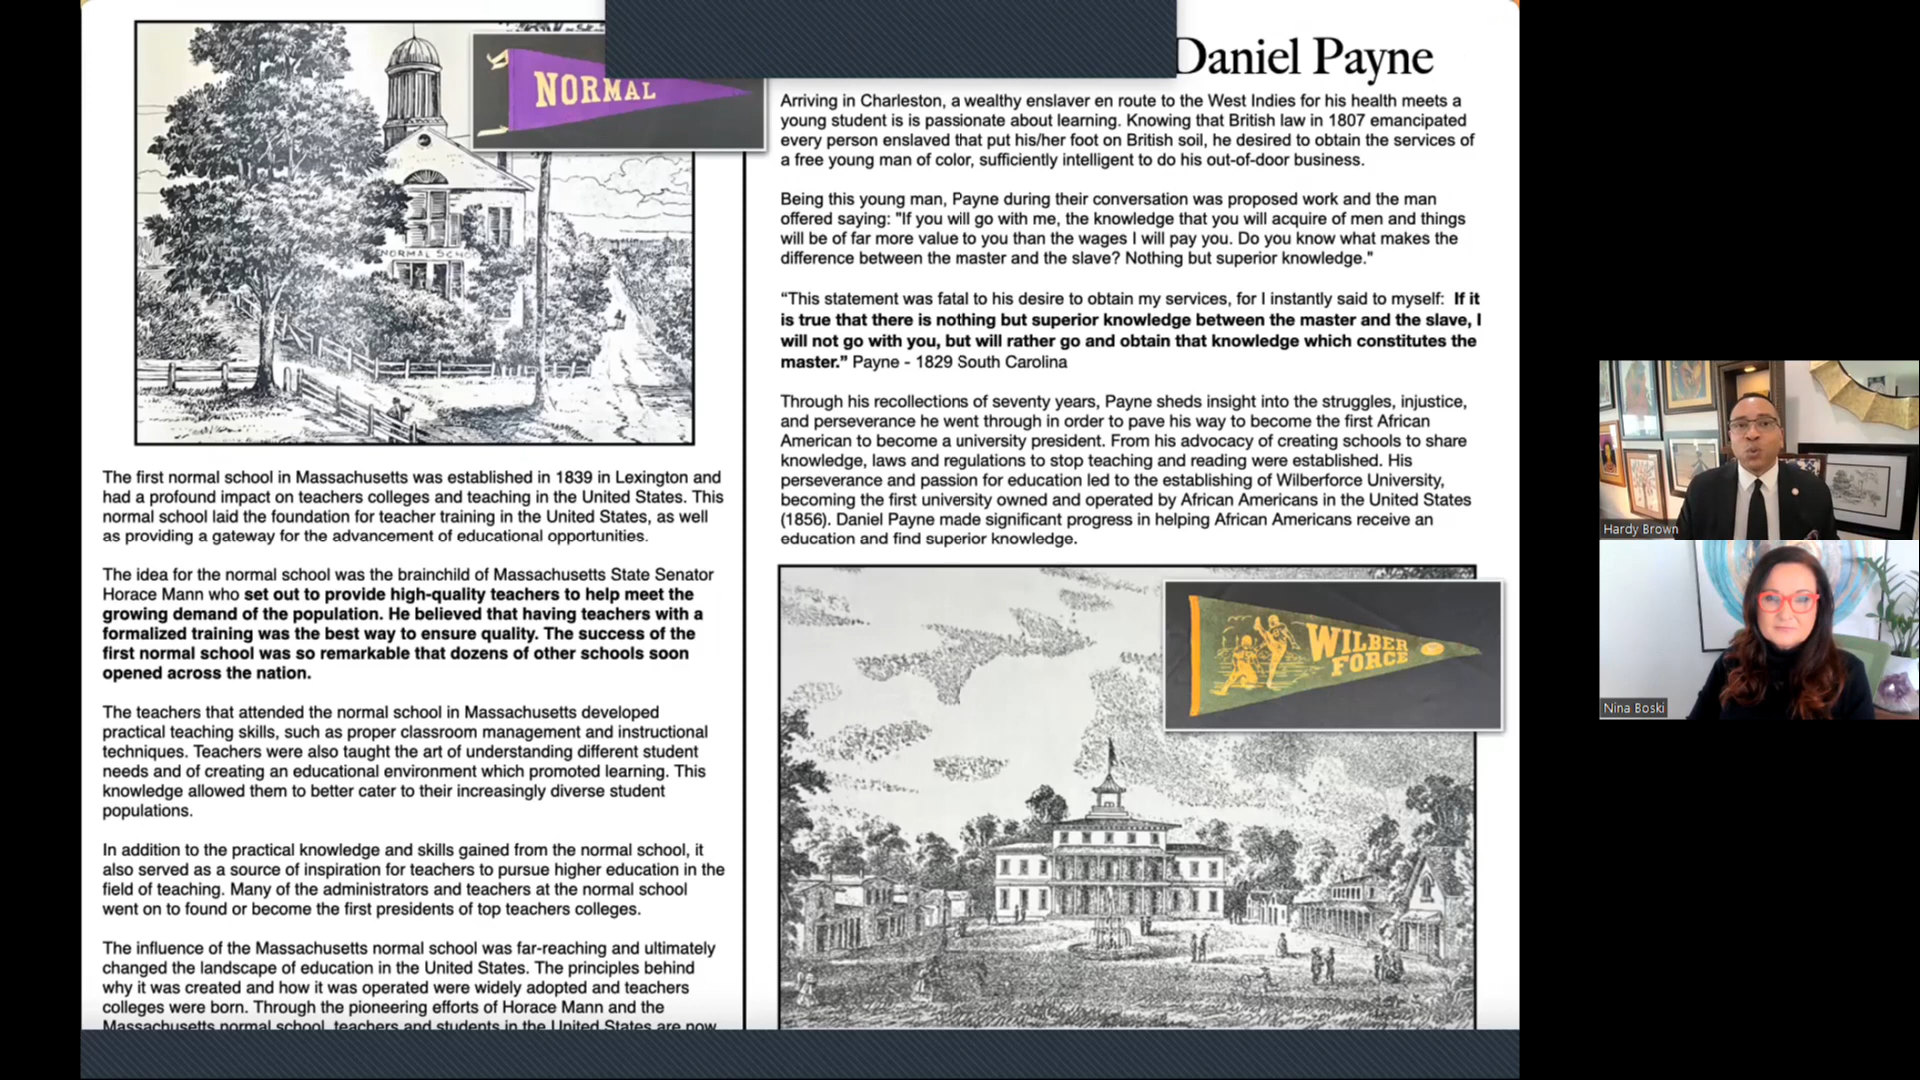 NORMAL
NORMAL SCHO
The first normal school in Massachusetts was established in 1839 in Lexington and
had a profound impact on teachers colleges and teaching in the United States. This
normal school laid the foundation for teacher training in the United States, as well
as providing a gateway for the advancement of educational opportunities.
The idea for the normal school was the brainchild of Massachusetts State Senator
Horace Mann who set out to provide high-quality teachers to help meet the
growing demand of the population. He believed that having teachers with a
formalized training was the best way to ensure quality. The success of the
first normal school was so remarkable that dozens of other schools soon
opened across the nation.
The teachers that attended the normal school in Massachusetts developed
practical teaching skills, such as proper classroom management and instructional
techniques. Teachers were also taught the art of understanding different student
needs and of creating an educational environment which promoted learning. This
knowledge allowed them to better cater to their increasingly diverse student
populations.
In addition to the practical knowledge and skills gained from the normal school, it
also served as a source of inspiration for teachers to pursue higher education in the
field of teaching. Many of the administrators and teachers at the normal school
went on to found or become the first presidents of top teachers colleges.
The influence of the Massachusetts normal school was far-reaching and ultimately
changed the landscape of education in the United States. The principles behind
why it was created and how it was operated were widely adopted and teachers
colleges were born. Through the pioneering efforts of Horace Mann and the
Massachusetts normal school, teachers and students in the United States are now
Daniel Payne
Arriving in Charleston, a wealthy enslaver en route to the West Indies for his health meets a
young student is is passionate about learning. Knowing that British law in 1807 emancipated
every person enslaved that put his/her foot on British soil, he desired to obtain the services of
a free young man of color, sufficiently intelligent to do his out-of-door business.
Being this young man, Payne during their conversation was proposed work and the man
offered saying: "If you will go with me, the knowledge that you will acquire of men and things
will be of far more value to you than the wages I will pay you. Do you know what makes the
difference between the master and the slave? Nothing but superior knowledge."
“This statement was fatal to his desire to obtain my services, for I instantly said to myself: If it
is true that there is nothing but superior knowledge between the master and the slave, I
will not go with you, but will rather go and obtain that knowledge which constitutes the
master.” Payne - 1829 South Carolina
Through his recollections of seventy years, Payne sheds insight into the struggles, injustice,
and perseverance he went through in order to pave his way to become the first African
American to become a university president. From his advocacy of creating schools to share
knowledge, laws and regulations to stop teaching and reading were established. His
perseverance and passion for education led to the establishing of Wilberforce University,
becoming the first university owned and operated by African Americans in the United States
(1856). Daniel Payne made significant progress in helping African Americans receive an
education and find superior knowledge.
WILBER
FORCE
Hardy Brown
Nina Boski